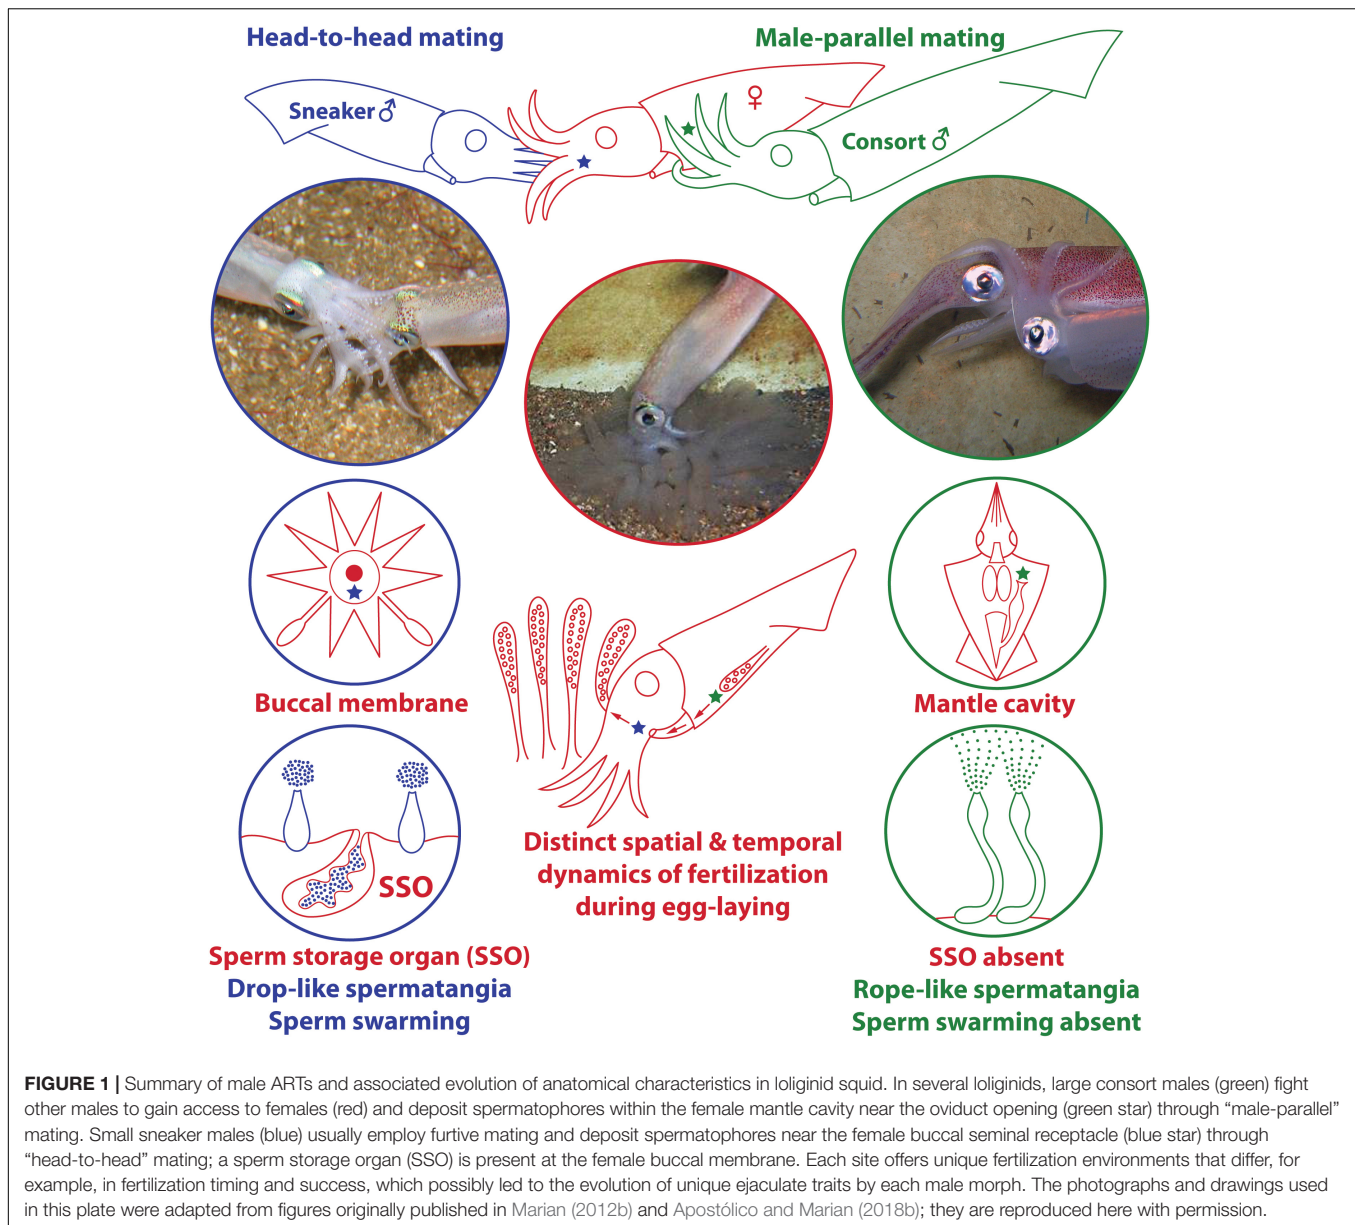 Head-to-head mating
Male-parallel mating
Sneaker ♂
♀
Consort ♂
Buccal membrane
Mantle cavity
SSO
Distinct spatial & temporal
dynamics of fertilization
during egg-laying
Sperm storage organ (SSO)
Drop-like spermatangia
Sperm swarming
SSO absent
Rope-like spermatangia
Sperm swarming absent
FIGURE 1 | Summary of male ARTs and associated evolution of anatomical characteristics in loliginid squid. In several loliginids, large consort males (green) fight
other males to gain access to females (red) and deposit spermatophores within the female mantle cavity near the oviduct opening (green star) through “male-parallel”
mating. Small sneaker males (blue) usually employ furtive mating and deposit spermatophores near the female buccal seminal receptacle (blue star) through
“head-to-head” mating; a sperm storage organ (SSO) is present at the female buccal membrane. Each site offers unique fertilization environments that differ, for
example, in fertilization timing and success, which possibly led to the evolution of unique ejaculate traits by each male morph. The photographs and drawings used
in this plate were adapted from figures originally published in Marian (2012b) and Apostólico and Marian (2018b); they are reproduced here with permission.